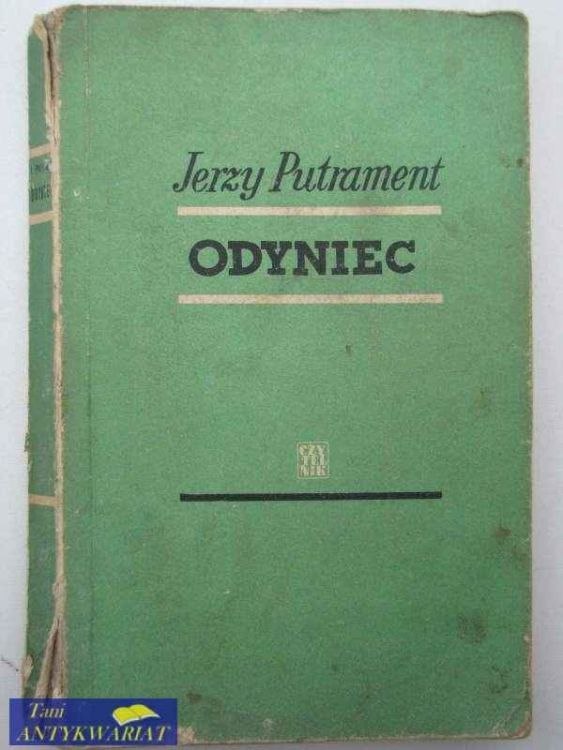 Jerzy Putrament
ODYNIEC
CZY
TEL
NIK
Tani
ANTYKWARIAT